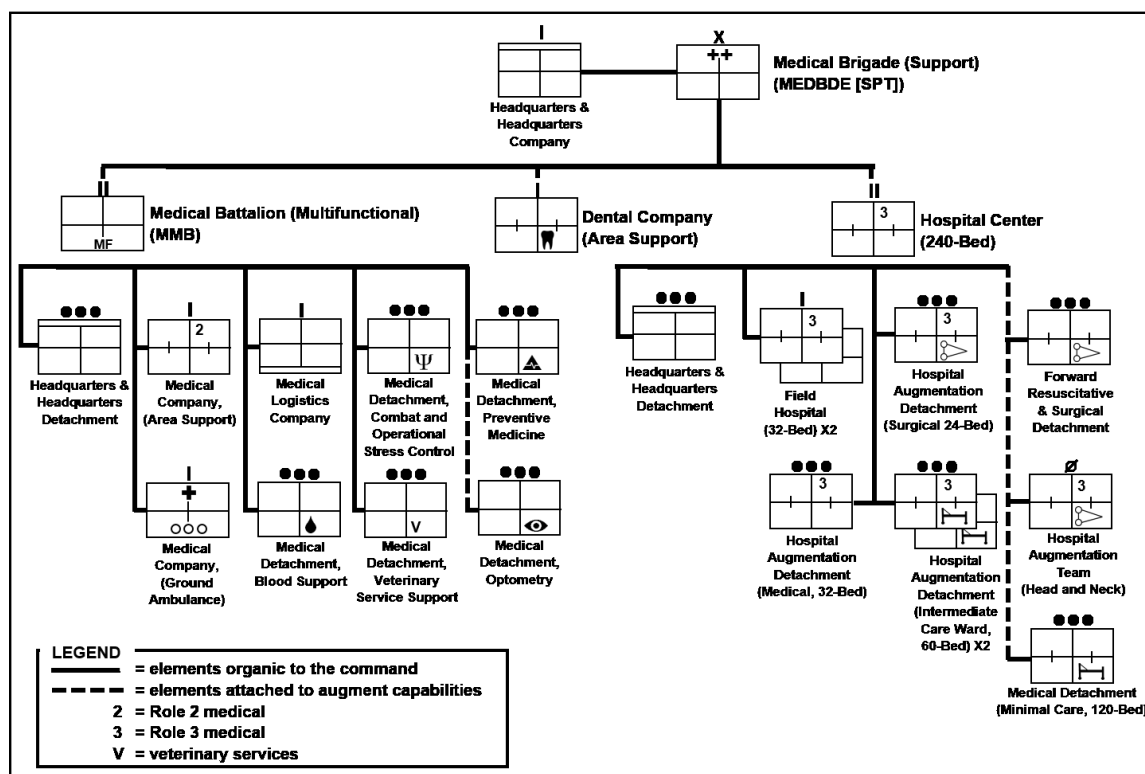 I
X
++
Medical Brigade (Support)
(MEDBDE [SPT])
Headquarters &
Headquarters
Company
II
I
II
MF
Medical Battalion (Multifunctional)
(MMB)
Dental Company
(Area Support)
3
Hospital Center
(240-Bed)
Headquarters &
Headquarters
Detachment
I
2
Medical
Company,
(Area Support)
I
Medical
Logistics
Company
Ψ
Medical
Detachment,
Combat and
Operational
Stress Control
Medical
Detachment,
Preventive
Medicine
I
Medical
Company,
(Ground
Ambulance)
Medical
Detachment,
Blood Support
V
Medical
Detachment,
Veterinary
Service Support
Medical
Detachment,
Optometry
Headquarters &
Headquarters
Detachment
I
3
Field
Hospital
(32-Bed) X2
3
Hospital
Augmentation
Detachment
(Surgical 24-Bed)
Forward
Resuscitative
& Surgical
Detachment
3
Hospital
Augmentation
Detachment
(Medical, 32-Bed)
3
Hospital
Augmentation
Detachment
(Intermediate
Care Ward,
60-Bed) X2
Ø
3
Hospital
Augmentation
Team
(Head and Neck)
Medical Detachment
(Minimal Care, 120-Bed)
LEGEND
= elements organic to the command
= elements attached to augment capabilities
2 = Role 2 medical
3 = Role 3 medical
V = veterinary services